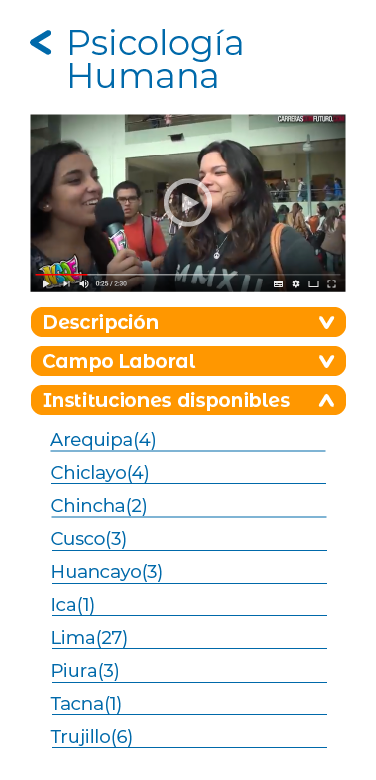 Psicología
Humana
CARRERAS FUTURO.
0:25 / 2:30
Descripción
Campo Laboral
Instituciones disponibles
Arequipa(4)
Chiclayo(4)
Chincha(2)
Cusco(3)
Huancayo(3)
Ica(1)
Lima(27)
Piura(3)
Tacna(1)
Trujillo(6)